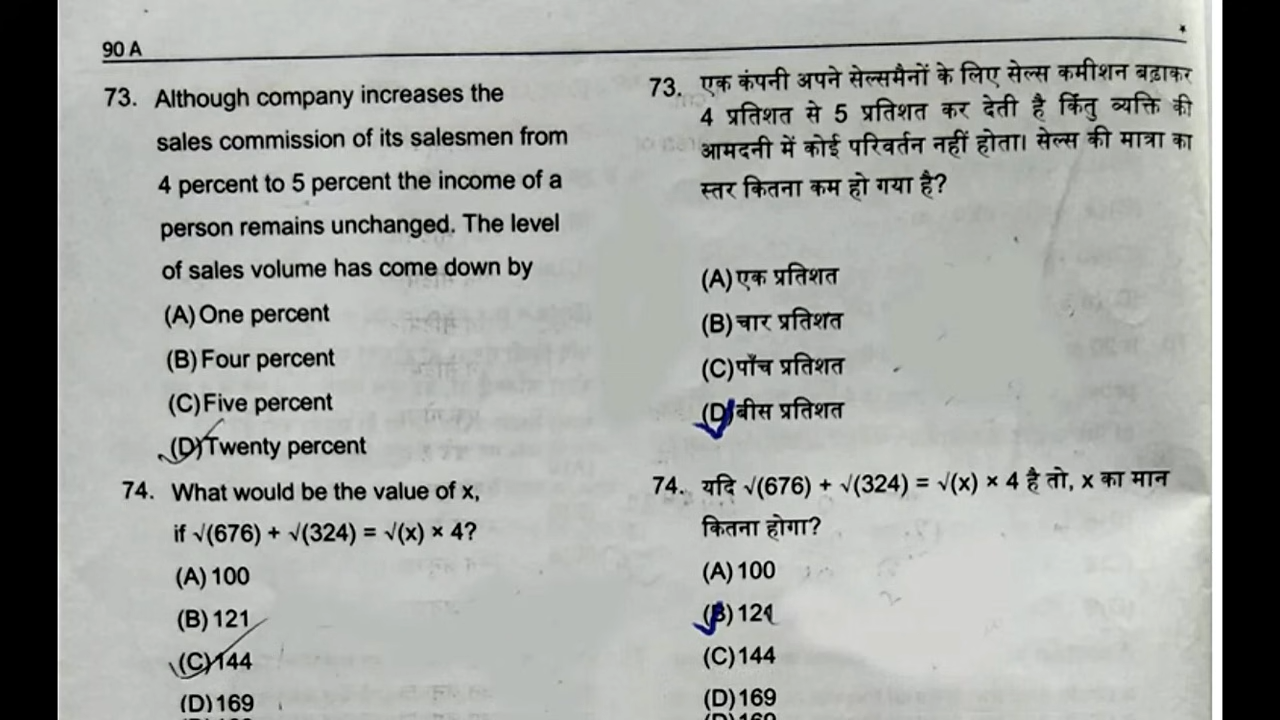 90 A
*
73. Although company increases the
sales commission of its salesmen from
4 percent to 5 percent the income of a
person remains unchanged. The level
of sales volume has come down by
(A) One percent
(B) Four percent
(C) Five percent
(D) Twenty percent
74. What would be the value of x,
if √(676) + √(324) = √(x) × 4?
(A) 100
(B) 121
(C) 144
(D) 169
73. एक कंपनी अपने सेल्समैनों के लिए सेल्स कमीशन बढ़ाकर
4 प्रतिशत से 5 प्रतिशत कर देती है किंतु व्यक्ति की
आमदनी में कोई परिवर्तन नहीं होता। सेल्स की मात्रा का
स्तर कितना कम हो गया है?
(A) एक प्रतिशत
(B) चार प्रतिशत
(C) पाँच प्रतिशत
(D) बीस प्रतिशत
74. यदि √(676) + √(324) = √(x) × 4 है तो, x का मान
कितना होगा?
(A) 100
(B) 121
(C) 144
(D) 169